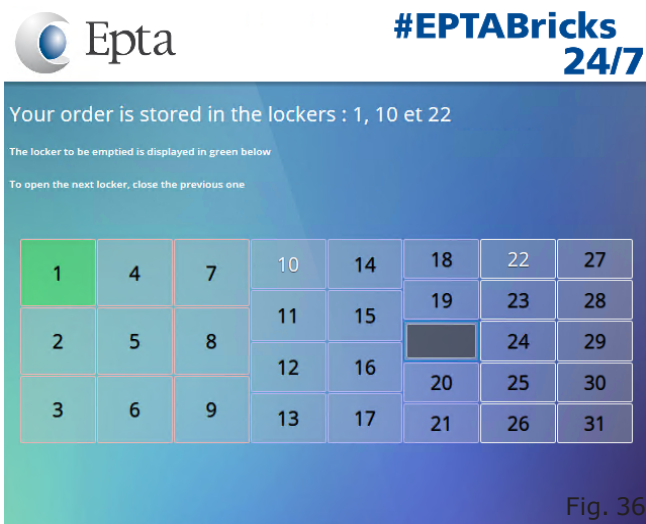 Epta
#EPTABricks
24/7
Your order is stored in the lockers : 1, 10 et 22
The locker to be emptied is displayed in green below
To open the next locker, close the previous one
1 4 7 10 14 18 22 27
11 15 19 23 28
2 5 8 24 29
12 16 20 25 30
3 6 9 13 17 21 26 31
Fig. 36